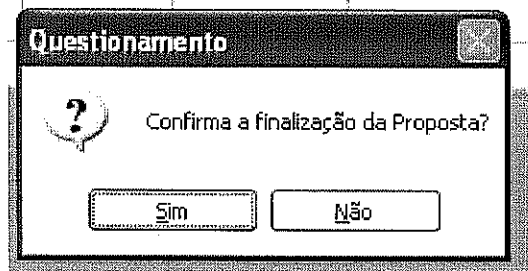 Questionamento
?
Confirma a finalização da Proposta?
Sim
Não